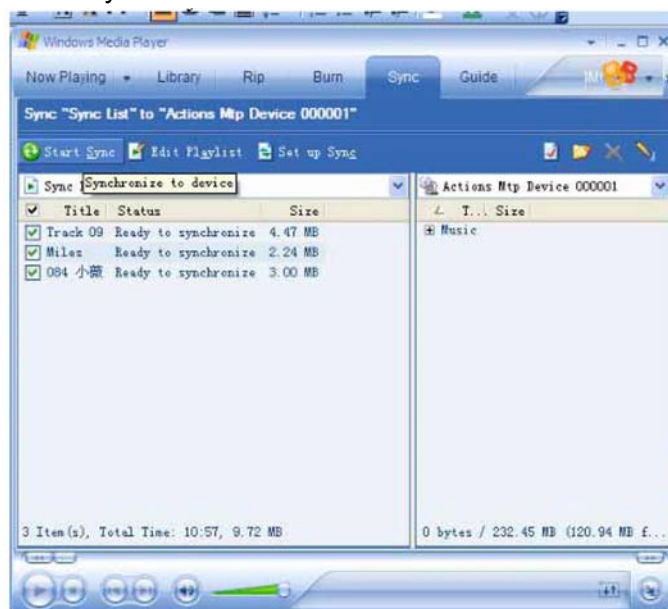 Windows Media Player
Now Playing Library Rip Burn Sync Guide
Sync "Sync List" to "Actions Mtp Device 000001"
Start Sync Edit Playlist Set up Sync
Sync Synchronize to device Actions Mtp Device 000001
Title Status Size T... Size
Track 09 Ready to synchronize 4.47 MB Music
Miles Ready to synchronize 2.24 MB
084 小薇 Ready to synchronize 3.00 MB
3 Item(s), Total Time: 10:57, 9.72 MB 0 bytes / 232.45 MB (120.94 MB f...